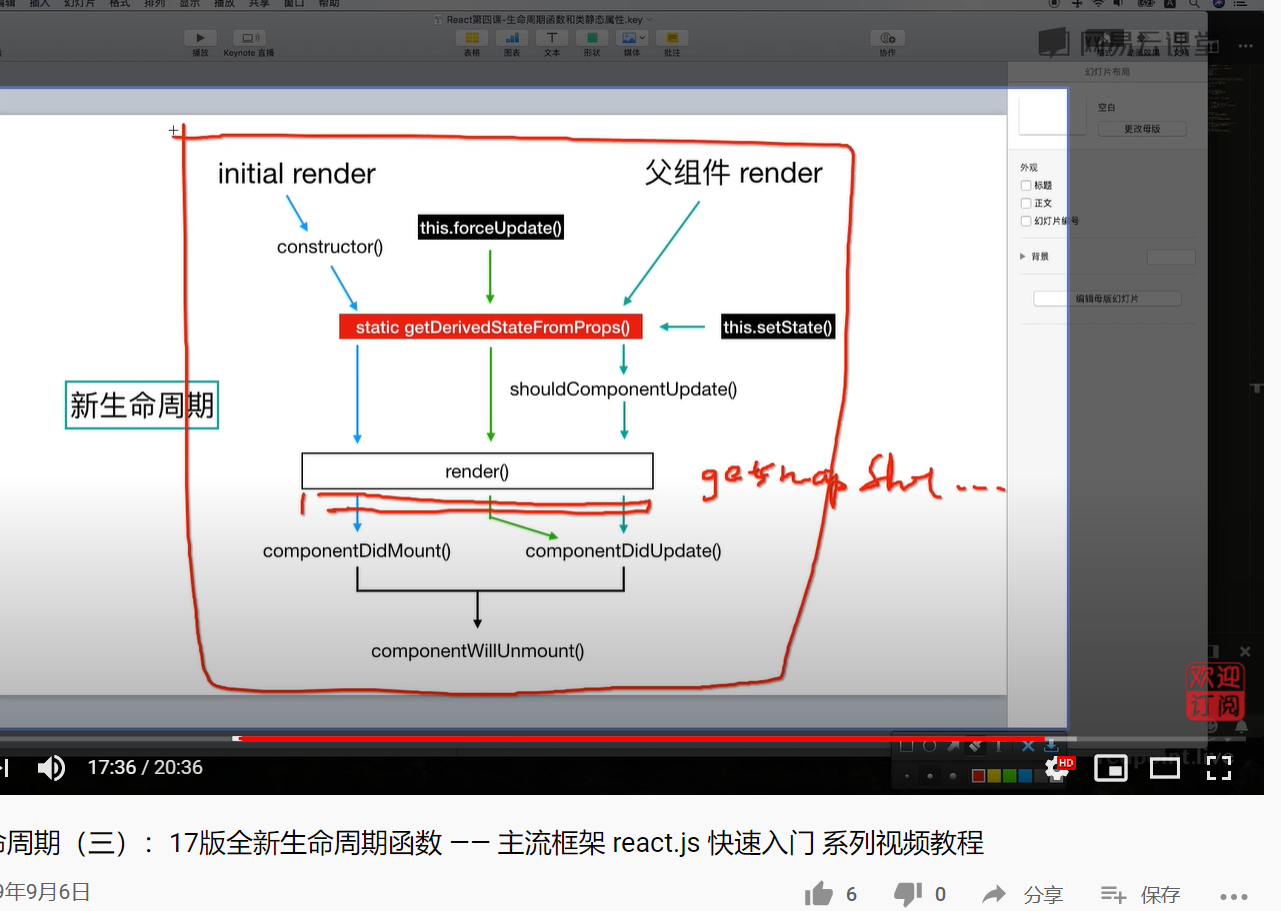 编辑 插入 幻灯片 格式 排列 显示 播放 共享 窗口 帮助
React第四课-生命周期函数和类静态属性.key
播放 Keynote 直播 表格 图表 文本 形状 媒体 批注 协作
网易云课堂
幻灯片布局
空白
更改母版
外观
标题
正文
幻灯片编号
背景
编辑母版幻灯片
initial render
父组件 render
this.forceUpdate()
constructor()
static getDerivedStateFromProps()
this.setState()
shouldComponentUpdate()
新生命周期
render()
getsnapshot ...
componentDidMount()
componentDidUpdate()
componentWillUnmount()
欢迎
订阅
17:36 / 20:36
HD
命周期（三）：17版全新生命周期函数 —— 主流框架 react.js 快速入门 系列视频教程
9年9月6日
6 0 分享 保存